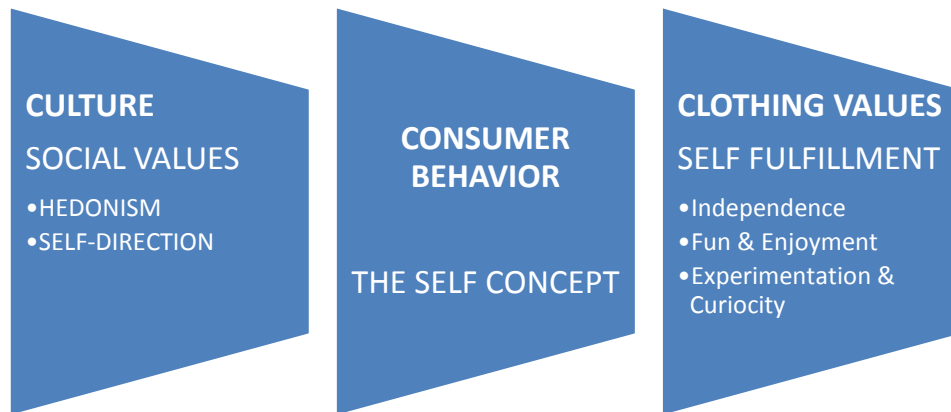 CULTURE
SOCIAL VALUES
•HEDONISM
•SELF-DIRECTION
CONSUMER
BEHAVIOR
THE SELF CONCEPT
CLOTHING VALUES
SELF FULFILLMENT
•Independence
•Fun & Enjoyment
•Experimentation &
Curiocity